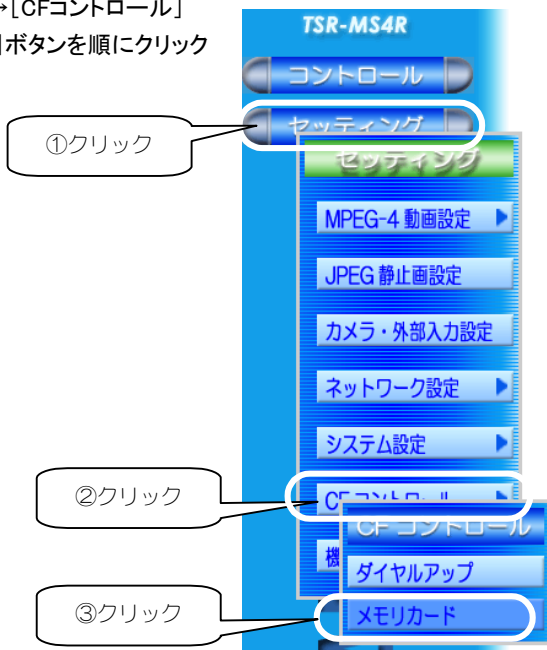 →[CFコントロール]
]ボタンを順にクリック
TSR-MS4R
コントロール
セッティング
①クリック
セッティング
MPEG-4 動画設定
JPEG 静止画設定
カメラ・外部入力設定
ネットワーク設定
システム設定
②クリック
CFコントロール
CF コントロール
機
ダイヤルアップ
③クリック
メモリカード